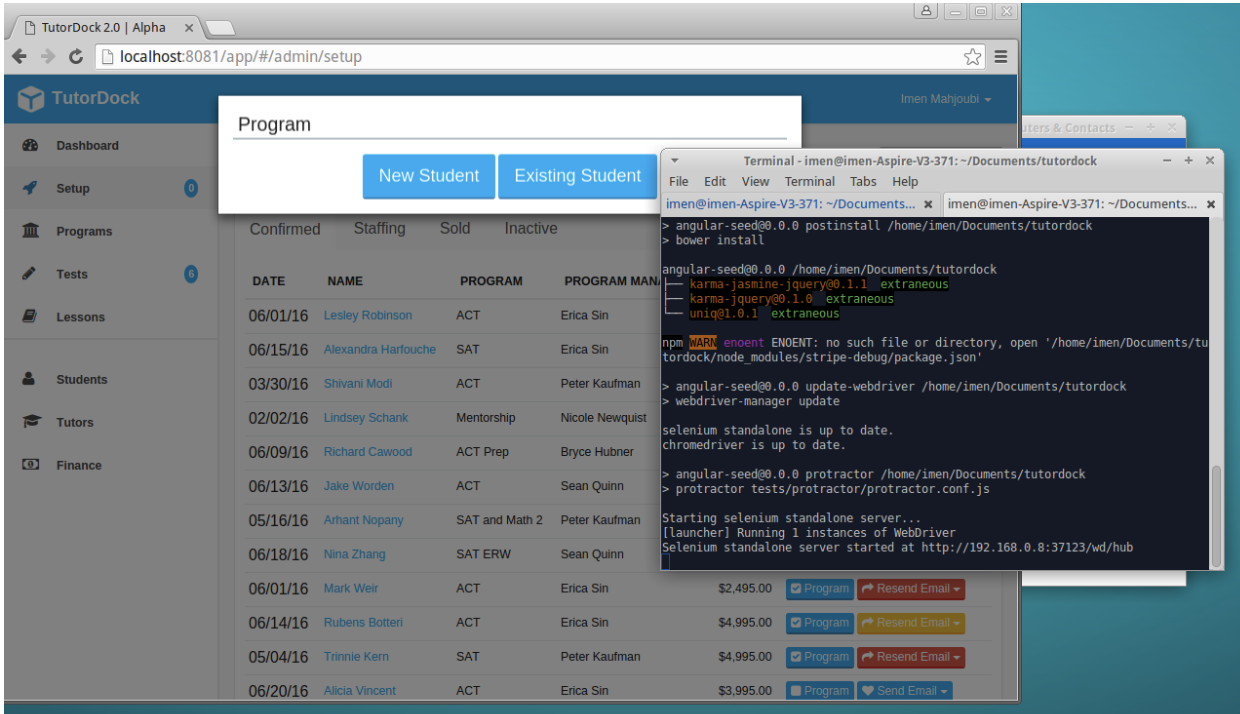 TutorDock 2.0 | Alpha
localhost:8081/app/#/admin/setup
TutorDock
Imen Mahjoubi
Program
New Student Existing Student
Dashboard
Setup 0
Programs
Tests 6
Lessons
Students
Tutors
Finance
Confirmed Staffing Sold Inactive
DATE NAME PROGRAM PROGRAM MAN
06/01/16 Lesley Robinson ACT Erica Sin
06/15/16 Alexandra Harfouche SAT Erica Sin
03/30/16 Shivani Modi ACT Peter Kaufman
02/02/16 Lindsey Schank Mentorship Nicole Newquist
06/09/16 Richard Cawood ACT Prep Bryce Hubner
06/13/16 Jake Worden ACT Sean Quinn
05/16/16 Arhant Nopany SAT and Math 2 Peter Kaufman
06/18/16 Nina Zhang SAT ERW Sean Quinn
06/01/16 Mark Weir ACT Erica Sin $2,495.00 Program Resend Email
06/14/16 Rubens Botteri ACT Erica Sin $4,995.00 Program Resend Email
05/04/16 Trinnie Kern SAT Peter Kaufman $4,995.00 Program Resend Email
06/20/16 Alicia Vincent ACT Erica Sin $3,995.00 Program Send Email
uters & Contacts
Terminal - imen@imen-Aspire-V3-371: ~/Documents/tutordock
File Edit View Terminal Tabs Help
imen@imen-Aspire-V3-371: ~/Documents... imen@imen-Aspire-V3-371: ~/Documents...
> angular-seed@0.0.0 postinstall /home/imen/Documents/tutordock
> bower install
angular-seed@0.0.0 /home/imen/Documents/tutordock
├── karma-jasmine-jquery@0.1.1 extraneous
├── karma-jquery@0.1.0 extraneous
└── uniq@1.0.1 extraneous
npm WARN enoent ENOENT: no such file or directory, open '/home/imen/Documents/tu
tordock/node_modules/stripe-debug/package.json'
> angular-seed@0.0.0 update-webdriver /home/imen/Documents/tutordock
> webdriver-manager update
selenium standalone is up to date.
chromedriver is up to date.
> angular-seed@0.0.0 protractor /home/imen/Documents/tutordock
> protractor tests/protractor/protractor.conf.js
Starting selenium standalone server...
[launcher] Running 1 instances of WebDriver
Selenium standalone server started at http://192.168.0.8:37123/wd/hub